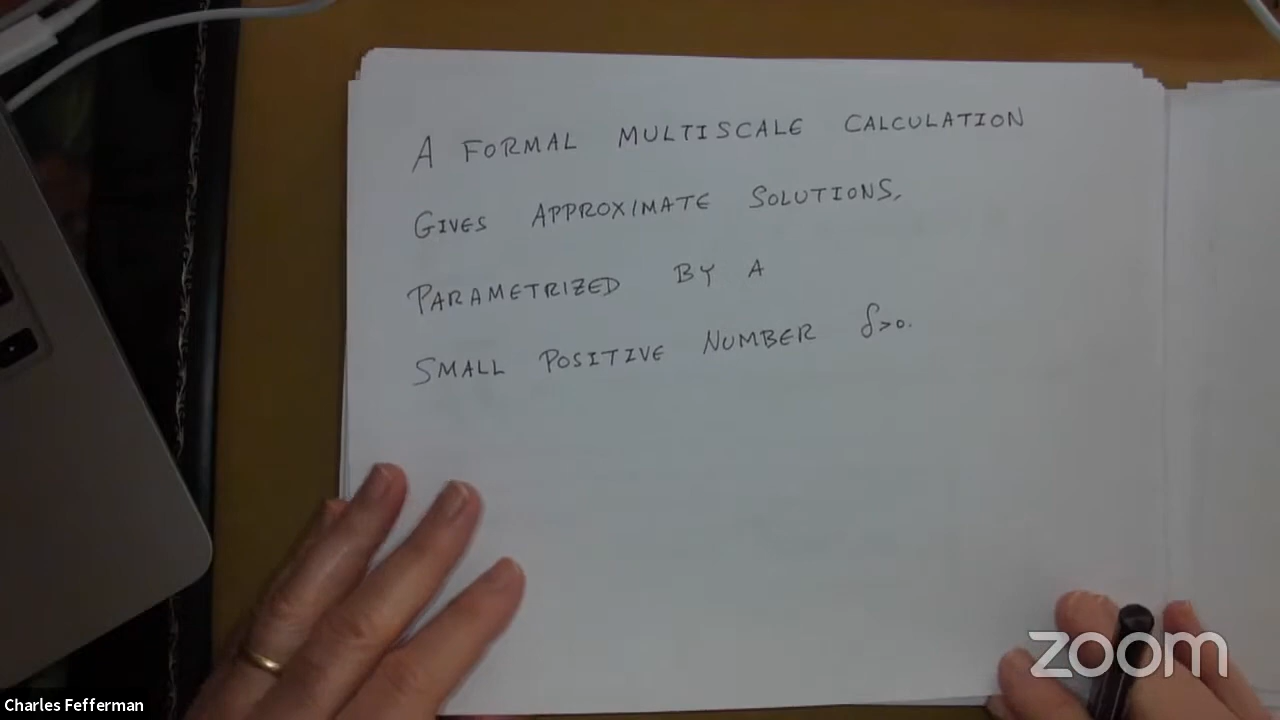 A FORMAL MULTISCALE CALCULATION
GIVES APPROXIMATE SOLUTIONS,
PARAMETRIZED BY A
SMALL POSITIVE NUMBER δ>0.
zoom
Charles Fefferman